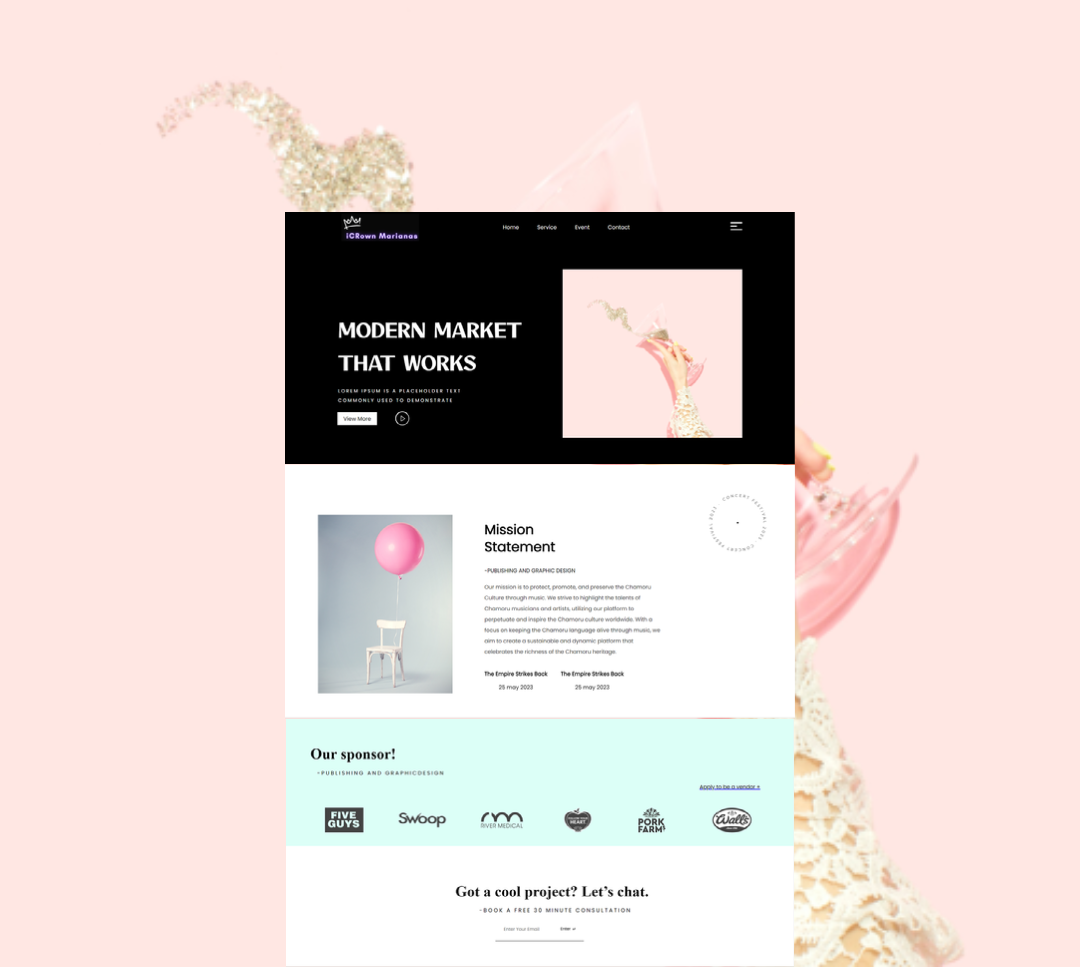 iCRown Marianas
Home Service Event Contact
MODERN MARKET
THAT WORKS
LOREM IPSUM IS A PLACEHOLDER TEXT
COMMONLY USED TO DEMONSTRATE
View More
CONCERT FESTIVAL 2023 CONCERT FESTIVAL 2023
Mission
Statement
-PUBLISHING AND GRAPHIC DESIGN
Our mission is to protect, promote, and preserve the Chamoru
Culture through music. We strive to highlight the talents of
Chamoru musicians and artists, utilizing our platform to
perpetuate and inspire the Chamoru culture worldwide. With a
focus on keeping the Chamoru language alive through music, we
aim to create a sustainable and dynamic platform that
celebrates the richness of the Chamoru heritage.
The Empire Strikes Back The Empire Strikes Back
25 may 2023 25 may 2023
Our sponsor!
-PUBLISHING AND GRAPHICDESIGN
Apply to be a vendor
FIVE
GUYS
Swoop
RIVER MEDICAL
HEART
PORK
FARM
Wall's
Got a cool project? Let's chat.
-BOOK A FREE 30 MINUTE CONSULTATION
Enter Your Email Enter